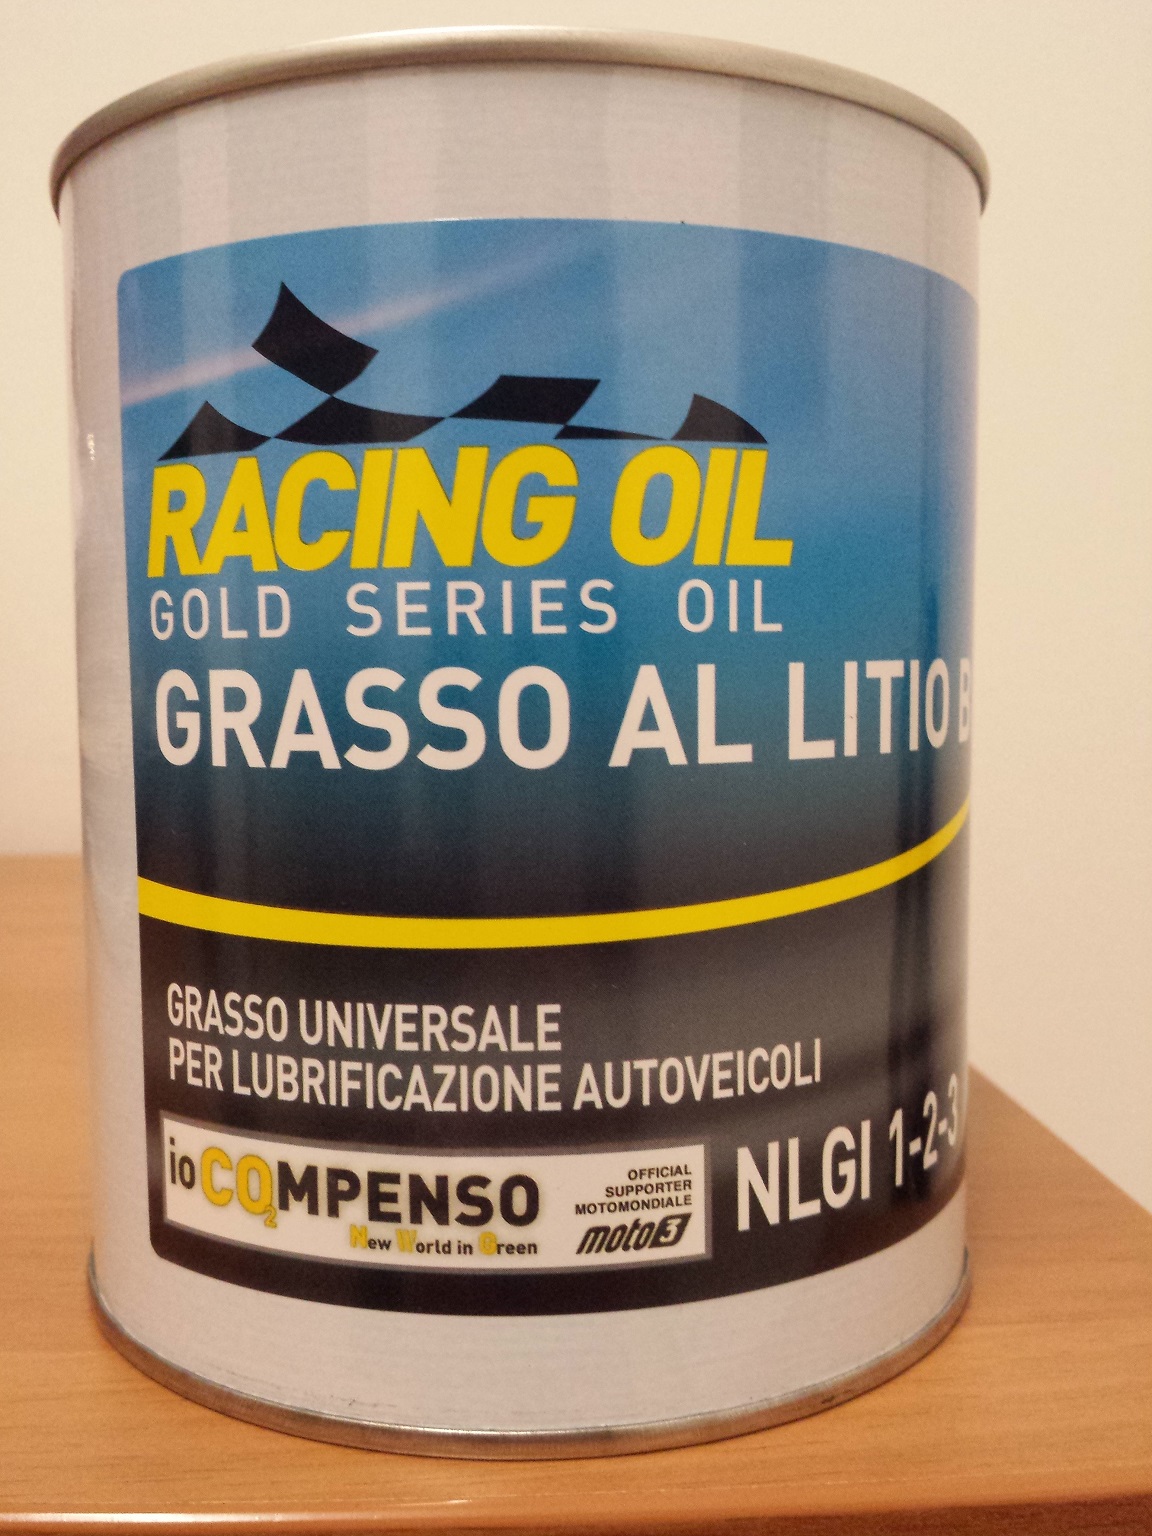 RACING OIL
GOLD SERIES OIL
GRASSO AL LITIO
GRASSO UNIVERSALE
PER LUBRIFICAZIONE AUTOVEICOLI
ioCO2MPENSO
New World in Green
OFFICIAL
SUPPORTER
MOTOMONDIALE
moto3
NLGI 1-2-3